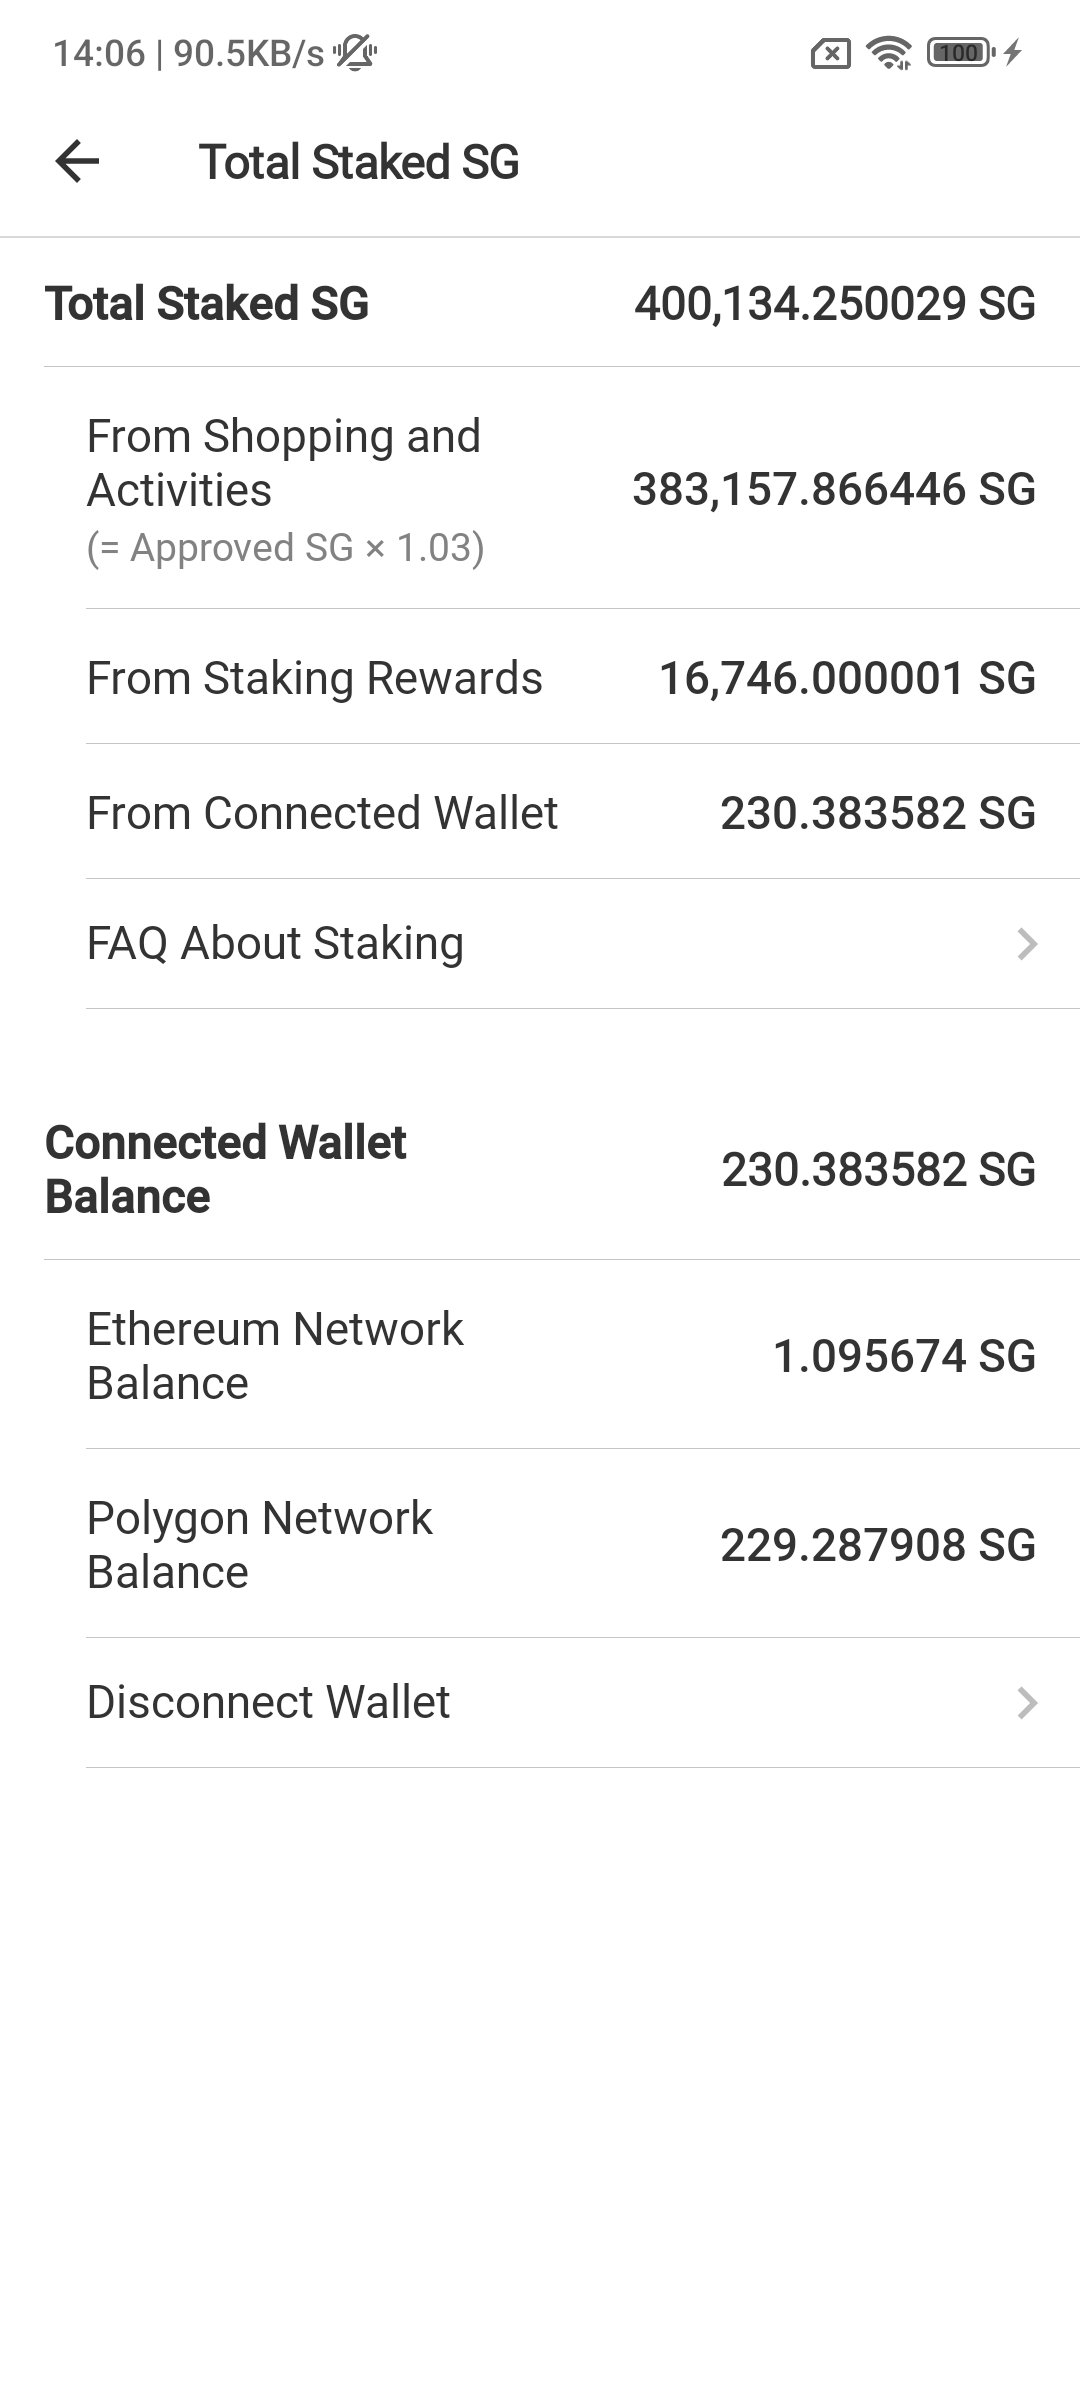 14:06 | 90.5KB/s
100
Total Staked SG
Total Staked SG 400,134.250029 SG
From Shopping and
Activities
383,157.866446 SG
(= Approved SG × 1.03)
From Staking Rewards 16,746.000001 SG
From Connected Wallet 230.383582 SG
FAQ About Staking
Connected Wallet
Balance
230.383582 SG
Ethereum Network
Balance
1.095674 SG
Polygon Network
Balance
229.287908 SG
Disconnect Wallet